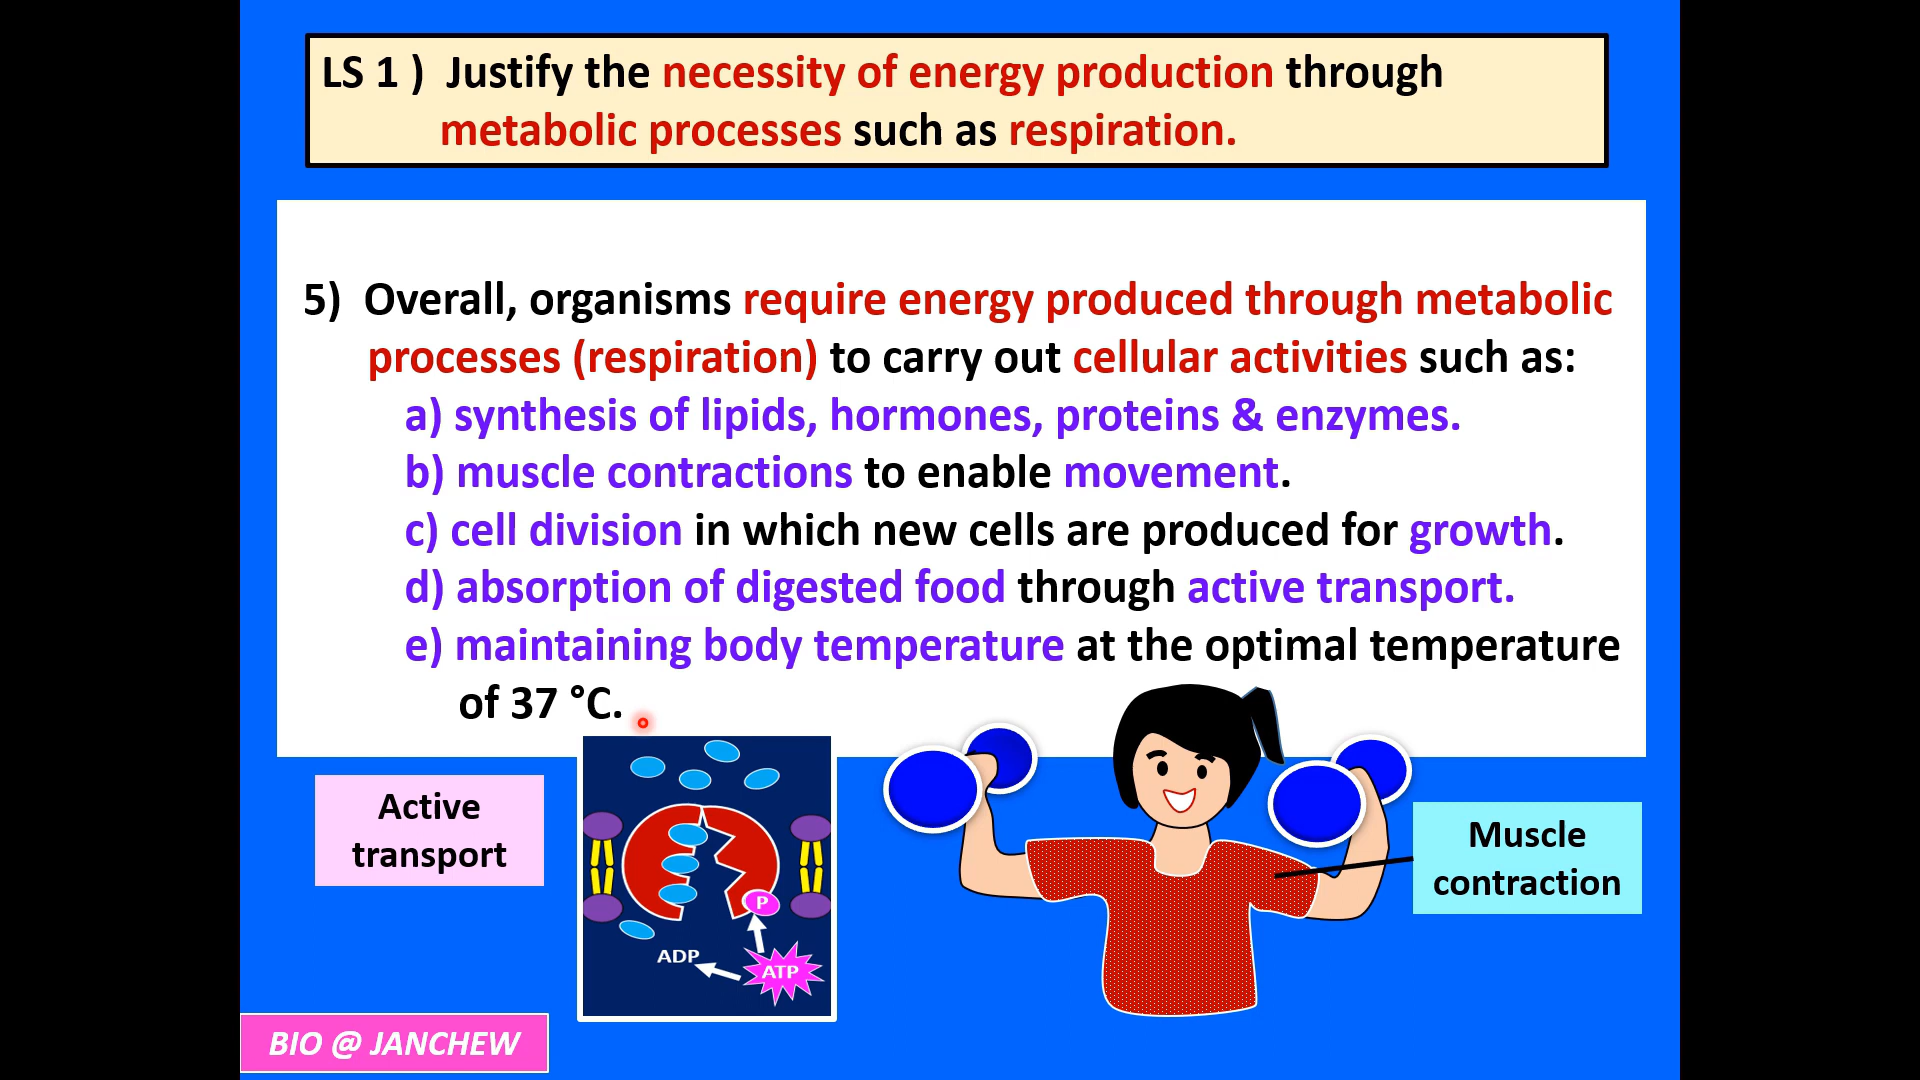 LS 1 ) Justify the necessity of energy production through
metabolic processes such as respiration.
5) Overall, organisms require energy produced through metabolic
processes (respiration) to carry out cellular activities such as:
a) synthesis of lipids, hormones, proteins & enzymes.
b) muscle contractions to enable movement.
c) cell division in which new cells are produced for growth.
d) absorption of digested food through active transport.
e) maintaining body temperature at the optimal temperature
of 37 °C.
Active
transport
P
ADP
ATP
Muscle
contraction
BIO @ JANCHEW